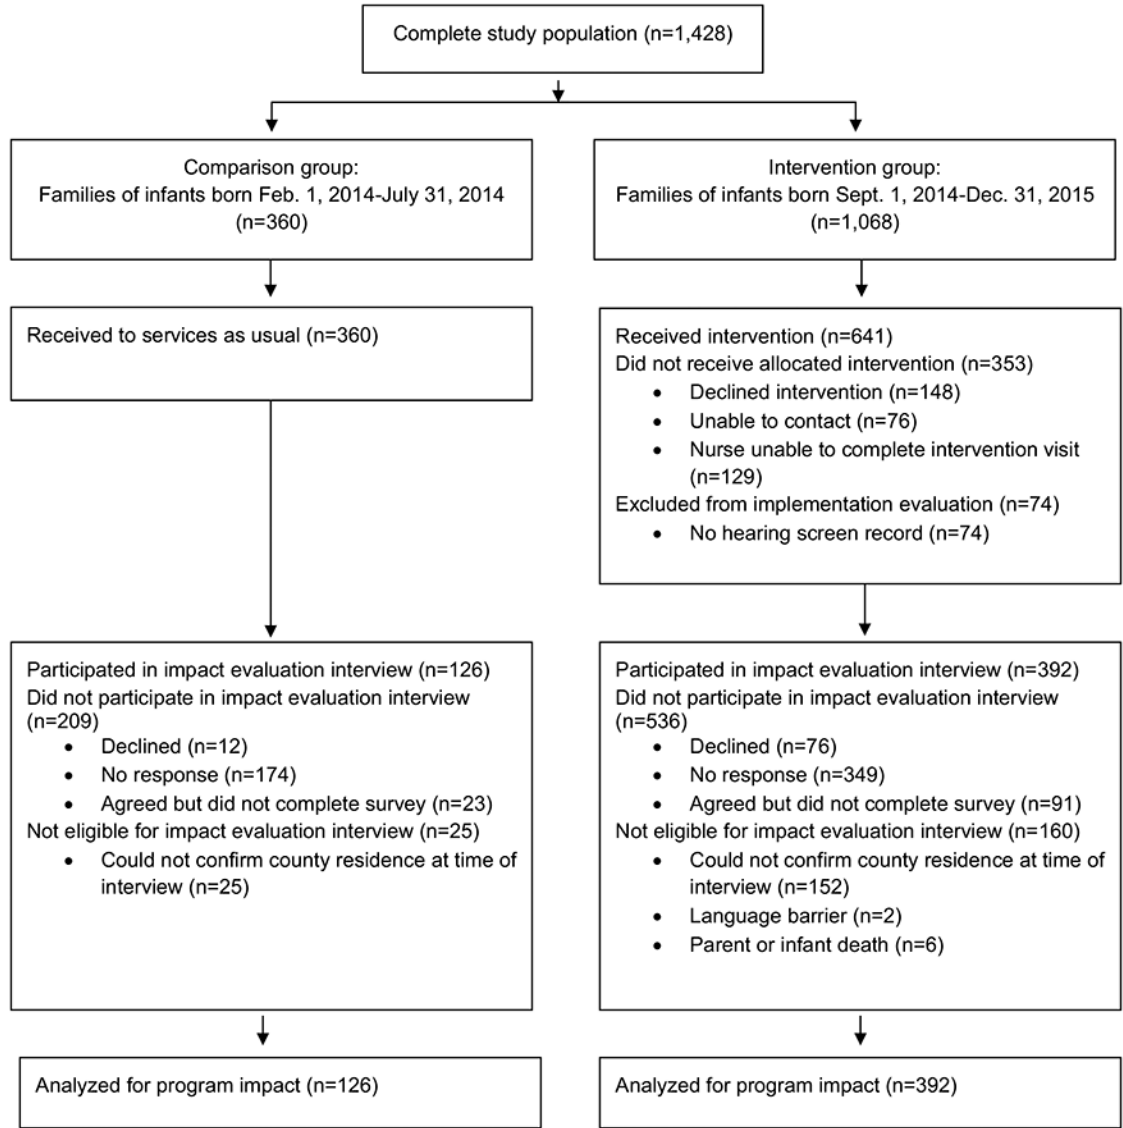 Complete study population (n=1,428)
Comparison group:
Families of infants born Feb. 1, 2014-July 31, 2014
(n=360)
Intervention group:
Families of infants born Sept. 1, 2014-Dec. 31, 2015
(n=1,068)
Received to services as usual (n=360)
Received intervention (n=641)
Did not receive allocated intervention (n=353)
• Declined intervention (n=148)
• Unable to contact (n=76)
• Nurse unable to complete intervention visit
(n=129)
Excluded from implementation evaluation (n=74)
• No hearing screen record (n=74)
Participated in impact evaluation interview (n=126)
Did not participate in impact evaluation interview
(n=209)
• Declined (n=12)
• No response (n=174)
• Agreed but did not complete survey (n=23)
Not eligible for impact evaluation interview (n=25)
• Could not confirm county residence at time of
interview (n=25)
Participated in impact evaluation interview (n=392)
Did not participate in impact evaluation interview
(n=536)
• Declined (n=76)
• No response (n=349)
• Agreed but did not complete survey (n=91)
Not eligible for impact evaluation interview (n=160)
• Could not confirm county residence at time of
interview (n=152)
• Language barrier (n=2)
• Parent or infant death (n=6)
Analyzed for program impact (n=126)
Analyzed for program impact (n=392)